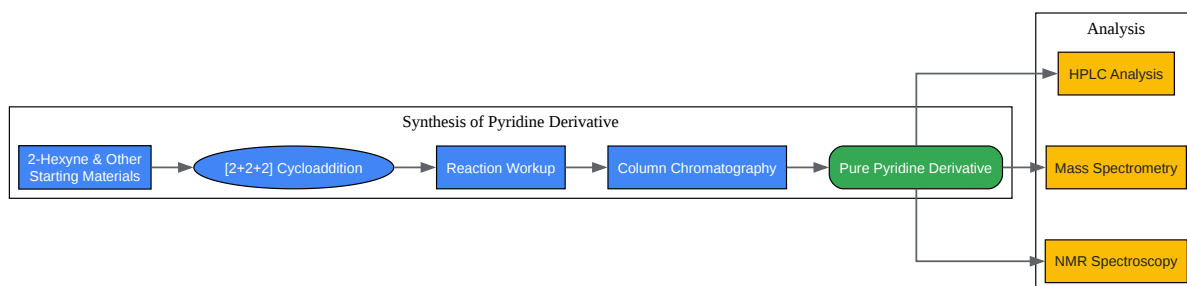 Analysis
HPLC Analysis
Synthesis of Pyridine Derivative
2-Hexyne & Other
Starting Materials
[2+2+2] Cycloaddition
Reaction Workup
Column Chromatography
Pure Pyridine Derivative
Mass Spectrometry
NMR Spectroscopy